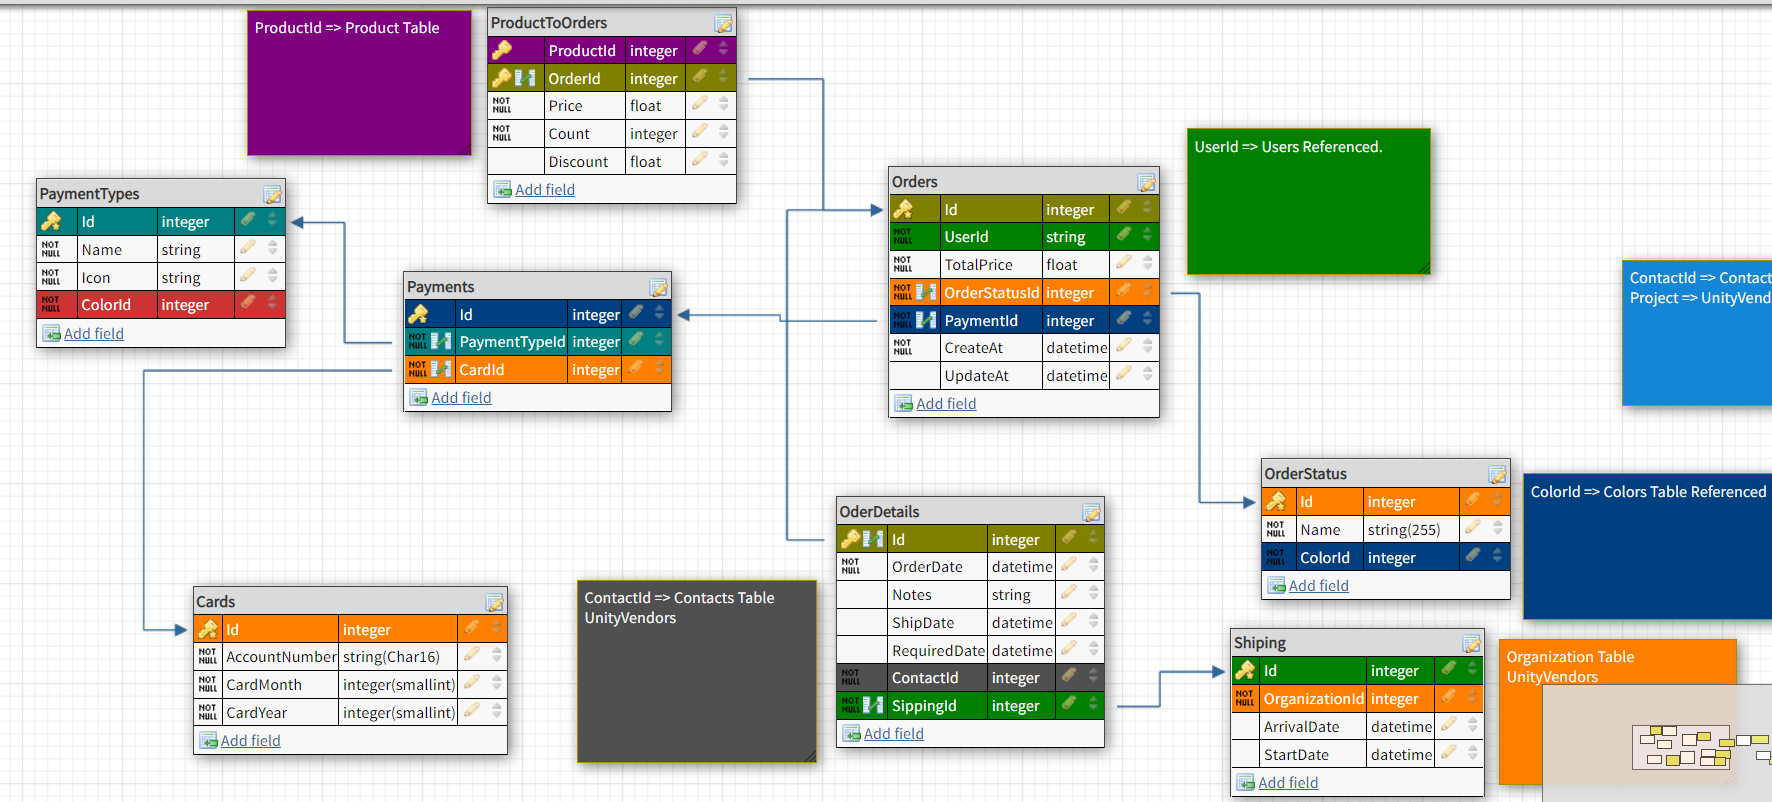 ProductId => Product Table
ProductToOrders
ProductId integer
OrderId integer
NOT NULL Price float
NOT NULL Count integer
Discount float
Add field
PaymentTypes
Id integer
NOT NULL Name string
NOT NULL Icon string
NOT NULL ColorId integer
Add field
Payments
Id integer
NOT NULL PaymentTypeId integer
NOT NULL CardId integer
Add field
Orders
Id integer
NOT NULL UserId string
NOT NULL TotalPrice float
NOT NULL OrderStatusId integer
NOT NULL PaymentId integer
NOT NULL CreateAt datetime
UpdateAt datetime
Add field
UserId => Users Referenced.
ContactId => Contact
Project => UnityVend
OrderStatus
Id integer
NOT NULL Name string(255)
NOT NULL ColorId integer
Add field
ColorId => Colors Table Referenced
OderDetails
Id integer
NOT NULL OrderDate datetime
Notes string
ShipDate datetime
RequiredDate datetime
NOT NULL ContactId integer
NOT NULL SippingId integer
Add field
Cards
Id integer
NOT NULL AccountNumber string(Char16)
NOT NULL CardMonth integer(smallint)
NOT NULL CardYear integer(smallint)
Add field
ContactId => Contacts Table
UnityVendors
Shiping
Id integer
NOT NULL OrganizationId integer
ArrivalDate datetime
StartDate datetime
Add field
Organization Table
UnityVendors